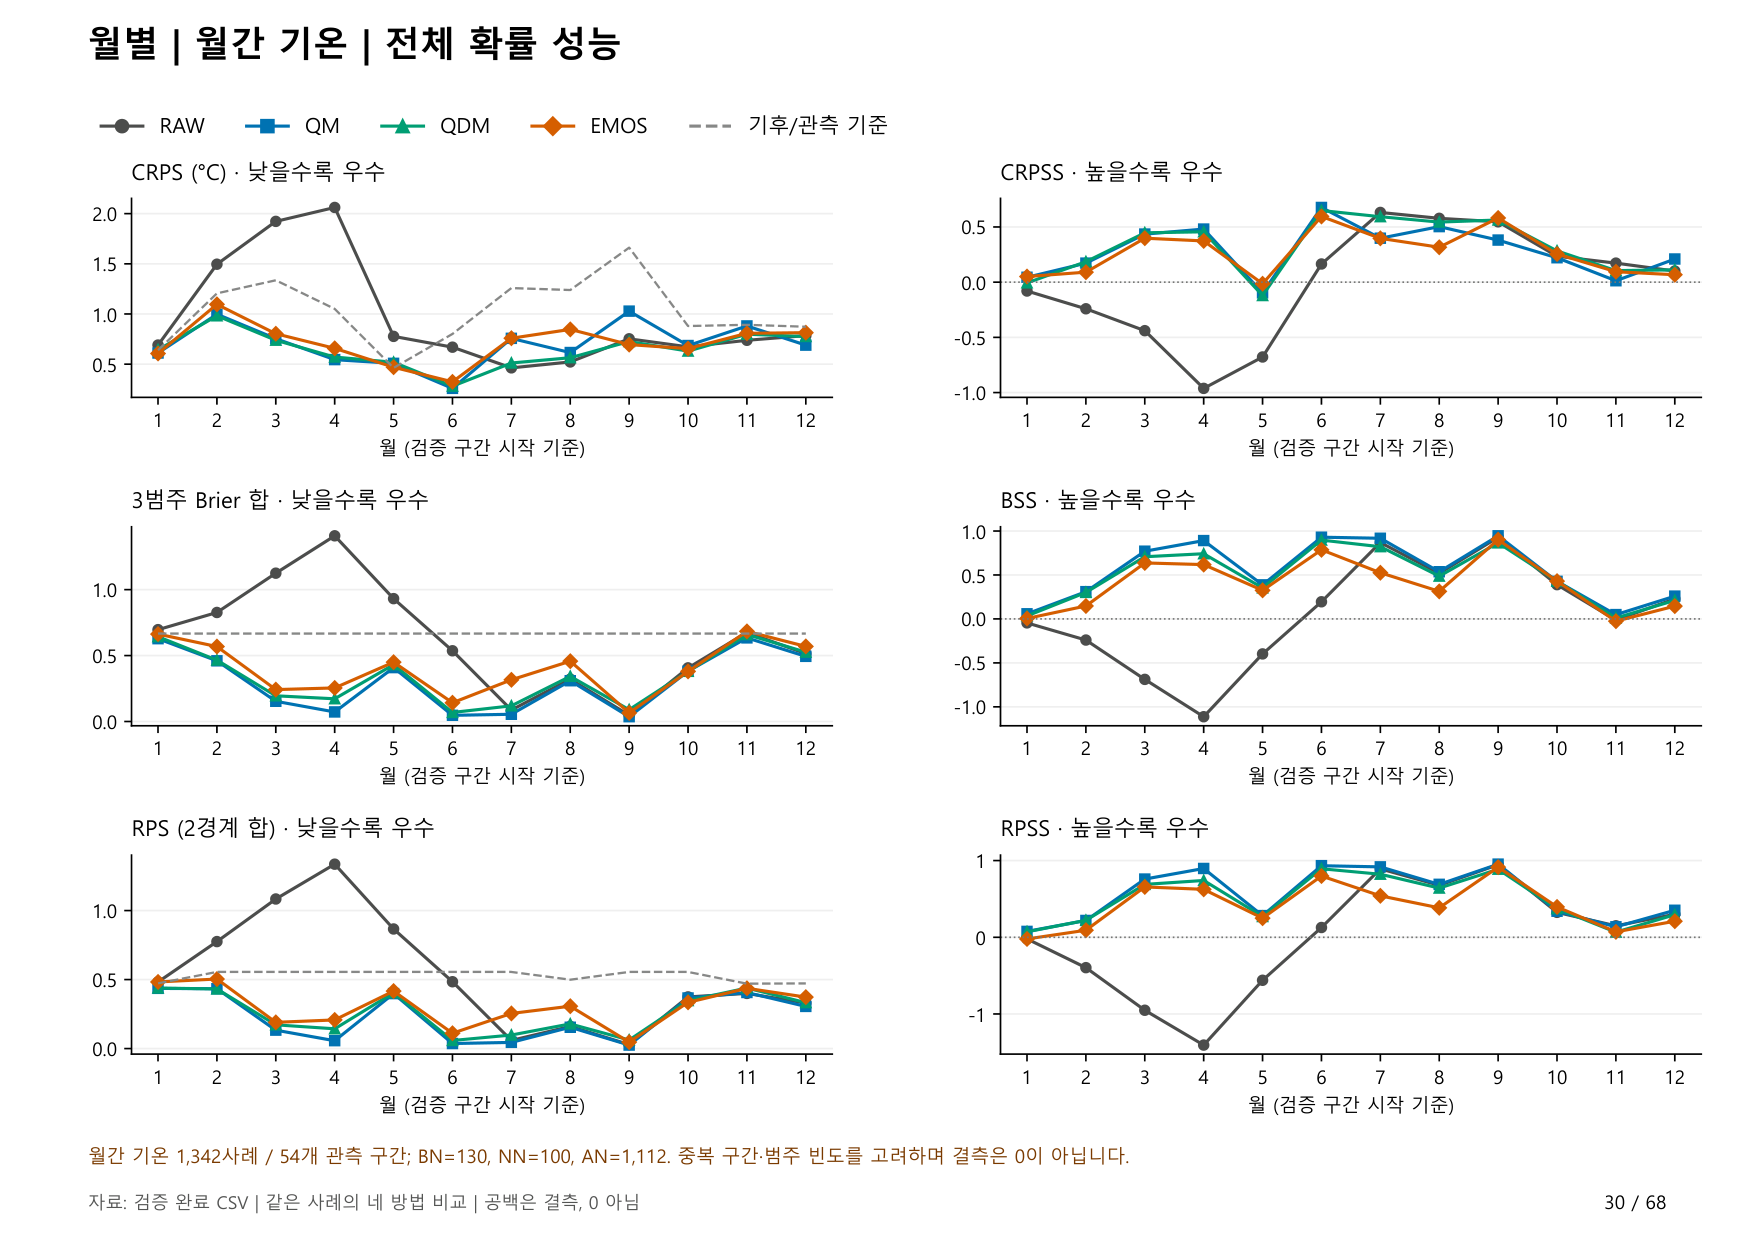 월별 | 월간 기온 | 전체 확률 성능
RAW QM QDM EMOS 기후/관측 기준
CRPS (°C) · 낮을수록 우수
2.0
1.5
1.0
0.5
1 2 3 4 5 6 7 8 9 10 11 12
월 (검증 구간 시작 기준)
CRPSS · 높을수록 우수
0.5
0.0
-0.5
-1.0
1 2 3 4 5 6 7 8 9 10 11 12
월 (검증 구간 시작 기준)
3범주 Brier 합 · 낮을수록 우수
1.0
0.5
0.0
1 2 3 4 5 6 7 8 9 10 11 12
월 (검증 구간 시작 기준)
BSS · 높을수록 우수
1.0
0.5
0.0
-0.5
-1.0
1 2 3 4 5 6 7 8 9 10 11 12
월 (검증 구간 시작 기준)
RPS (2경계 합) · 낮을수록 우수
1.0
0.5
0.0
1 2 3 4 5 6 7 8 9 10 11 12
월 (검증 구간 시작 기준)
RPSS · 높을수록 우수
1
0
-1
1 2 3 4 5 6 7 8 9 10 11 12
월 (검증 구간 시작 기준)
월간 기온 1,342사례 / 54개 관측 구간; BN=130, NN=100, AN=1,112. 중복 구간·범주 빈도를 고려하며 결측은 0이 아닙니다.
자료: 검증 완료 CSV | 같은 사례의 네 방법 비교 | 공백은 결측, 0 아님
30 / 68